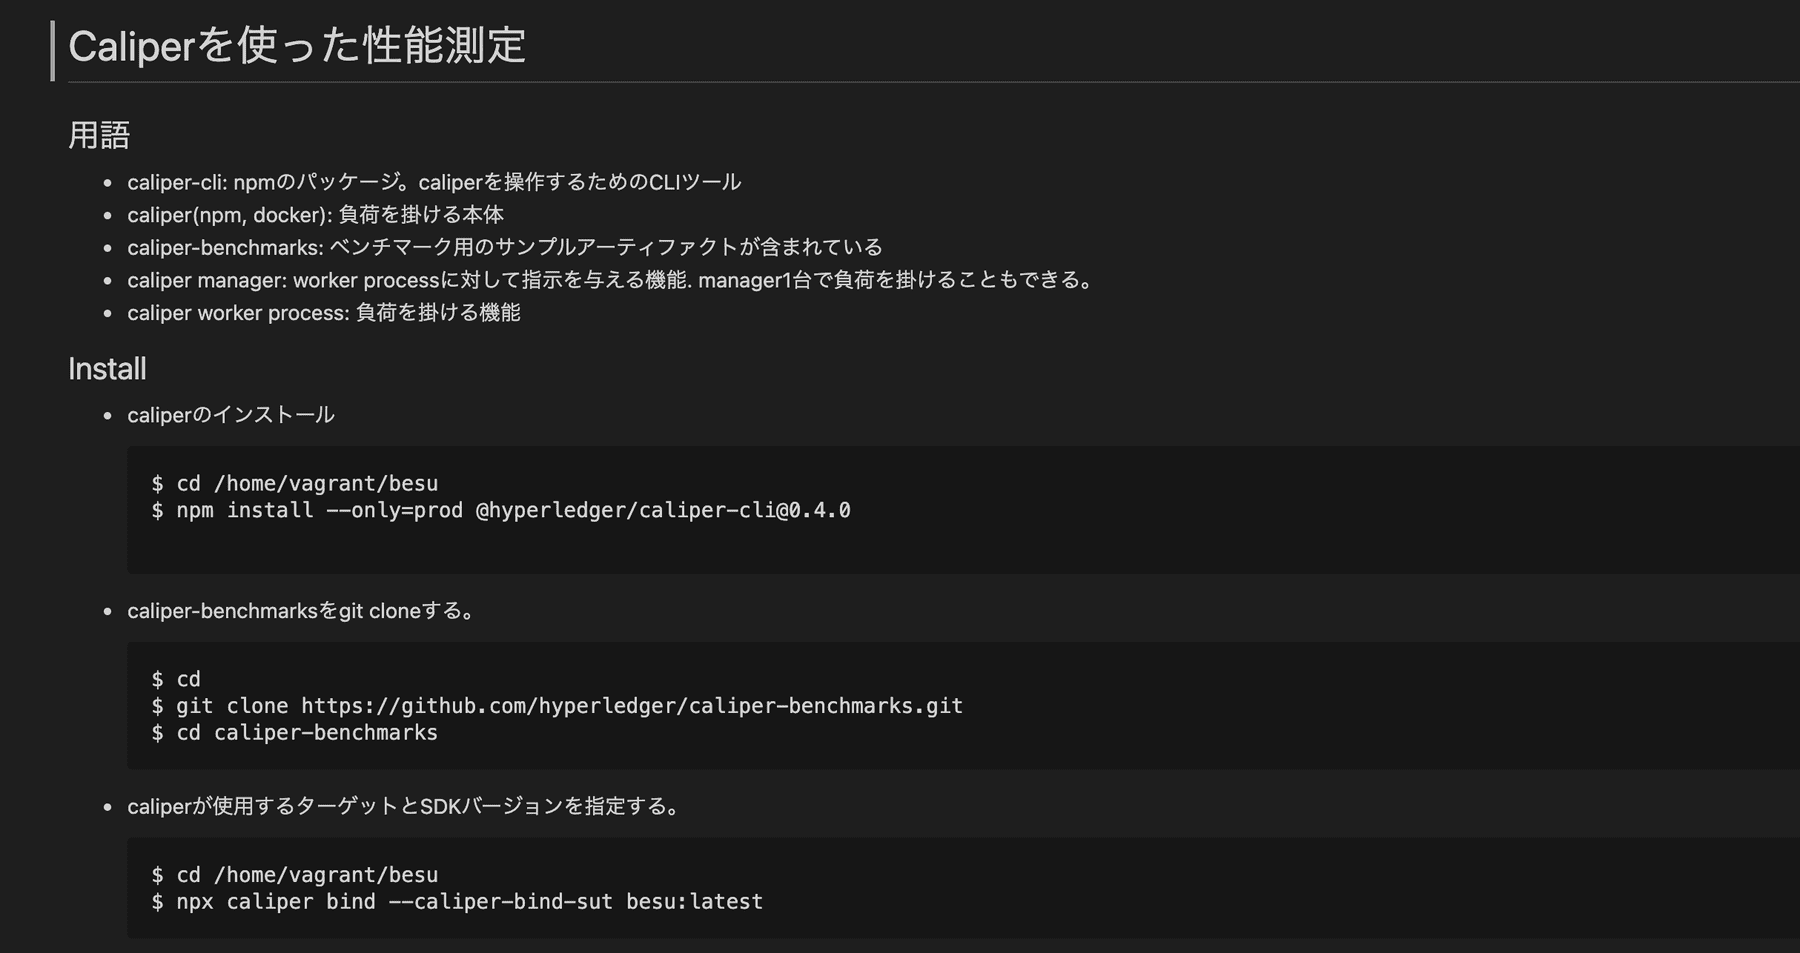 Caliperを使った性能測定
用語
caliper-cli: npmのパッケージ。caliperを操作するためのCLIツール
caliper(npm, docker): 負荷を掛ける本体
caliper-benchmarks: ベンチマーク用のサンプルアーティファクトが含まれている
caliper manager: worker processに対して指示を与える機能. manager1台で負荷を掛けることもできる。
caliper worker process: 負荷を掛ける機能
Install
caliperのインストール
$ cd /home/vagrant/besu
$ npm install --only=prod @hyperledger/caliper-cli@0.4.0
caliper-benchmarksをgit cloneする。
$ cd
$ git clone https://github.com/hyperledger/caliper-benchmarks.git
$ cd caliper-benchmarks
caliperが使用するターゲットとSDKバージョンを指定する。
$ cd /home/vagrant/besu
$ npx caliper bind --caliper-bind-sut besu:latest